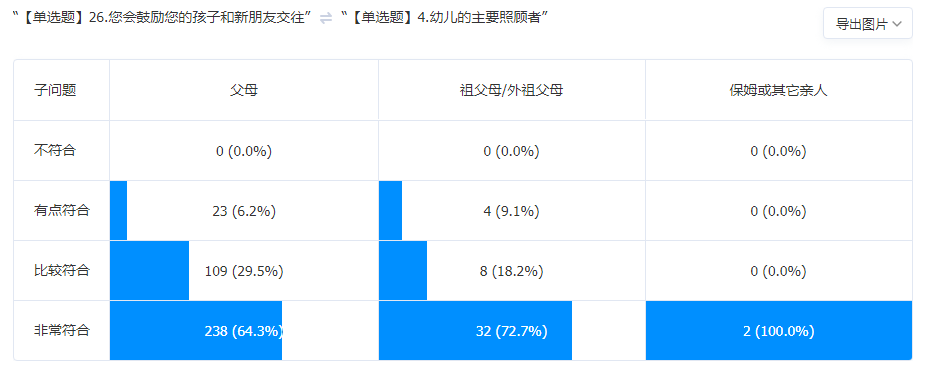 “【单选题】26.您会鼓励您的孩子和新朋友交往” ⇌ “【单选题】4.幼儿的主要照顾者”
导出图片
子问题 父母 祖父母/外祖父母 保姆或其它亲人
不符合 0 (0.0%) 0 (0.0%) 0 (0.0%)
有点符合 23 (6.2%) 4 (9.1%) 0 (0.0%)
比较符合 109 (29.5%) 8 (18.2%) 0 (0.0%)
非常符合 238 (64.3%) 32 (72.7%) 2 (100.0%)